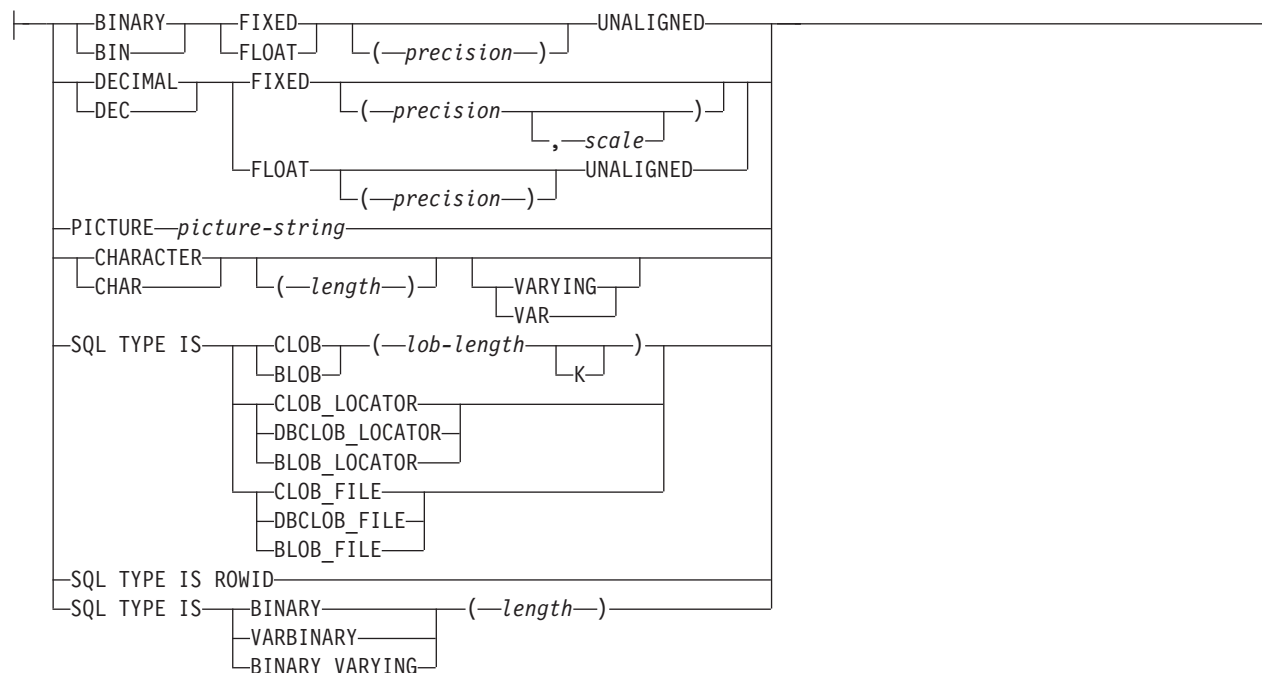 BINARY FIXED UNALIGNED
BIN FLOAT ( precision )
DECIMAL FIXED
DEC ( precision )
, scale
FLOAT UNALIGNED
( precision )
PICTURE picture-string
CHARACTER
CHAR ( length ) VARYING
VAR
SQL TYPE IS CLOB ( lob-length )
BLOB K
CLOB_LOCATOR
DBCLOB_LOCATOR
BLOB_LOCATOR
CLOB_FILE
DBCLOB_FILE
BLOB_FILE
SQL TYPE IS ROWID
SQL TYPE IS BINARY ( length )
VARBINARY
BINARY VARYING